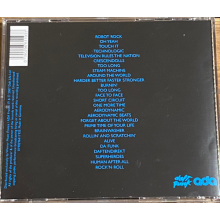 ROBOT ROCK
OH YEAH
TOUCH IT
TECHNOLOGIC
TELEVISION RULES THE NATION
CRESCENDOLLS
TOO LONG
STEAM MACHINE
AROUND THE WORLD
HARDER BETTER FASTER STRONGER
BURNIN'
TOO LONG
FACE TO FACE
SHORT CIRCUIT
ONE MORE TIME
AERODYNAMIC
AERODYNAMIC BEATS
FORGET ABOUT THE WORLD
PRIME TIME OF YOUR LIFE
BRAINWASHER
ROLLIN' AND SCRATCHIN'
ALIVE
DA FUNK
DAFTENDIREKT
SUPERHEROES
HUMAN AFTER ALL
ROCK'N ROLL
daft punk
ada